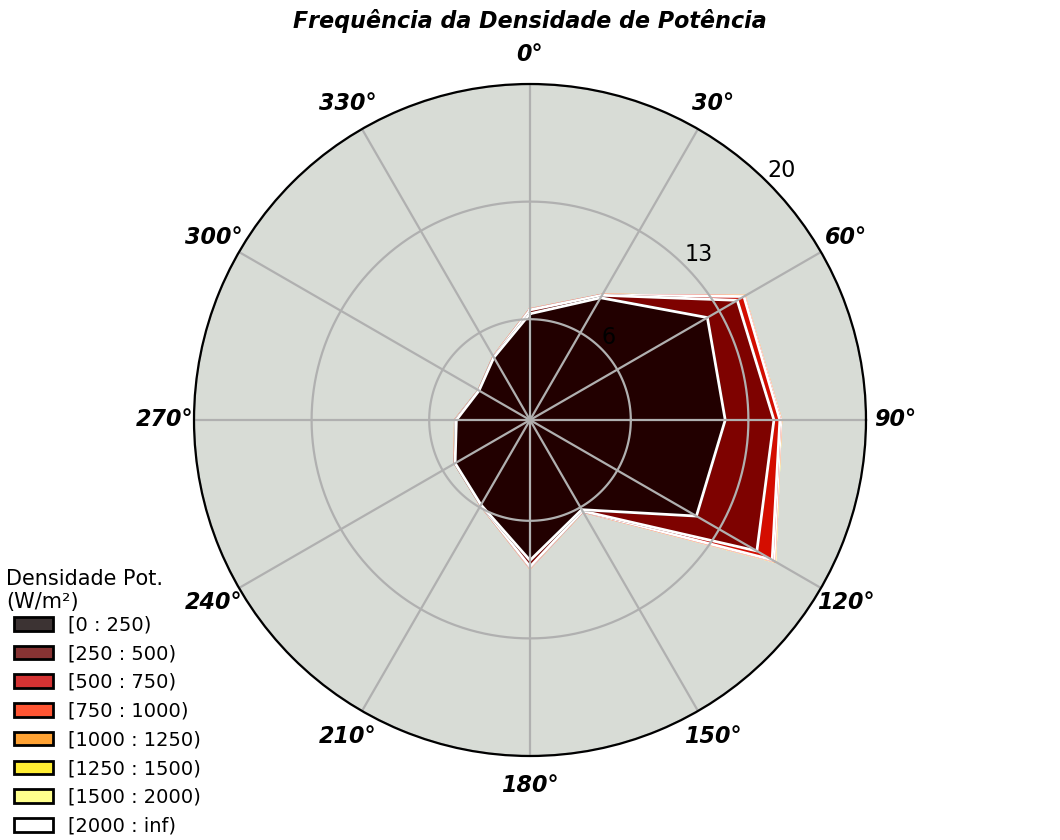 Frequência da Densidade de Potência
0°
330°
30°
20
300°
60°
13
6
270°
90°
240°
120°
210°
150°
180°
Densidade Pot.
(W/m²)
[0 : 250)
[250 : 500)
[500 : 750)
[750 : 1000)
[1000 : 1250)
[1250 : 1500)
[1500 : 2000)
[2000 : inf)